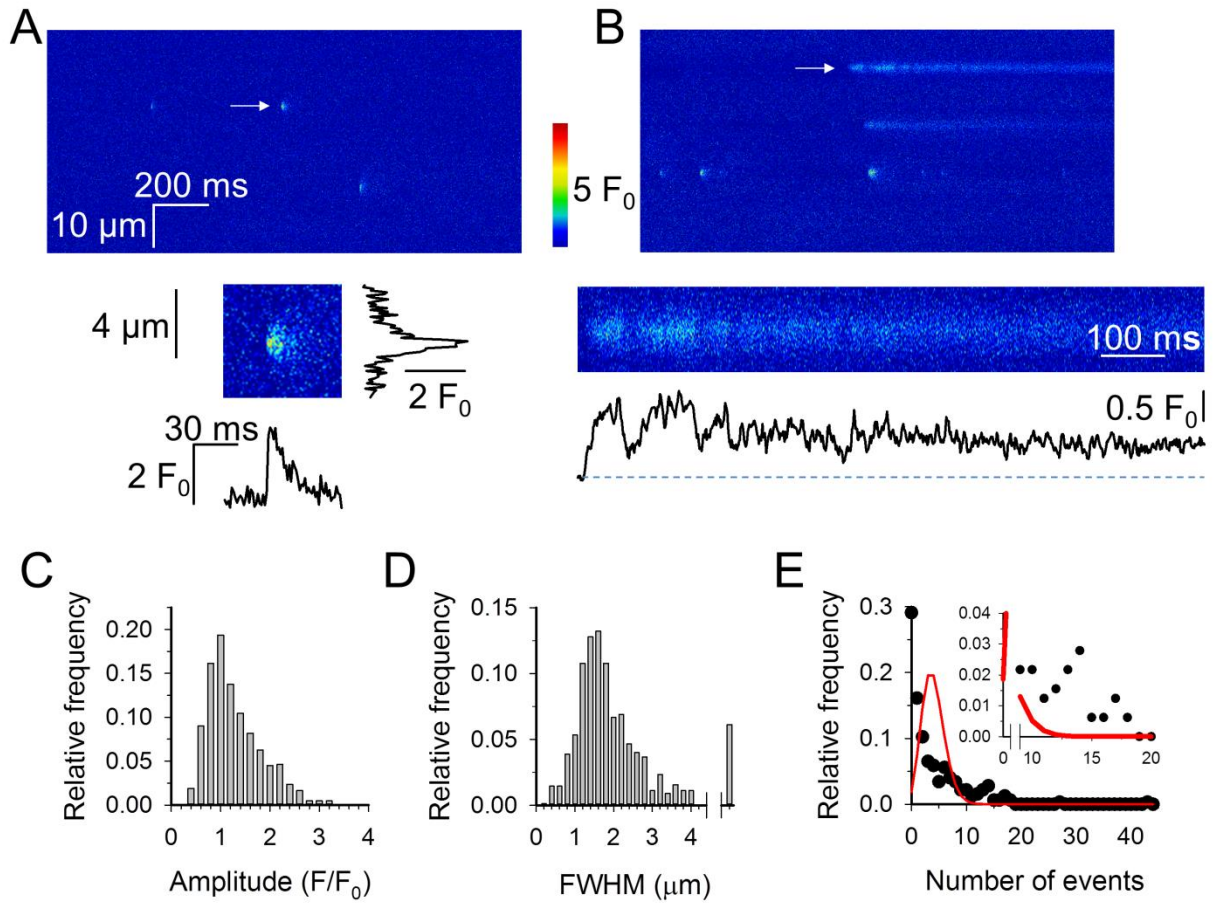 A
B
200 ms
10 µm
5 F0
4 µm
2 F0
30 ms
2 F0
100 ms
0.5 F0
C
Relative frequency
0.20
0.15
0.10
0.05
0.00
0 1 2 3 4
Amplitude (F/F0)
D
Relative frequency
0.15
0.10
0.05
0.00
0 1 2 3 4
FWHM (µm)
E
Relative frequency
0.3
0.2
0.1
0.0
0 10 20 30 40
Number of events
0.04
0.03
0.02
0.01
0.00
0 10 15 20